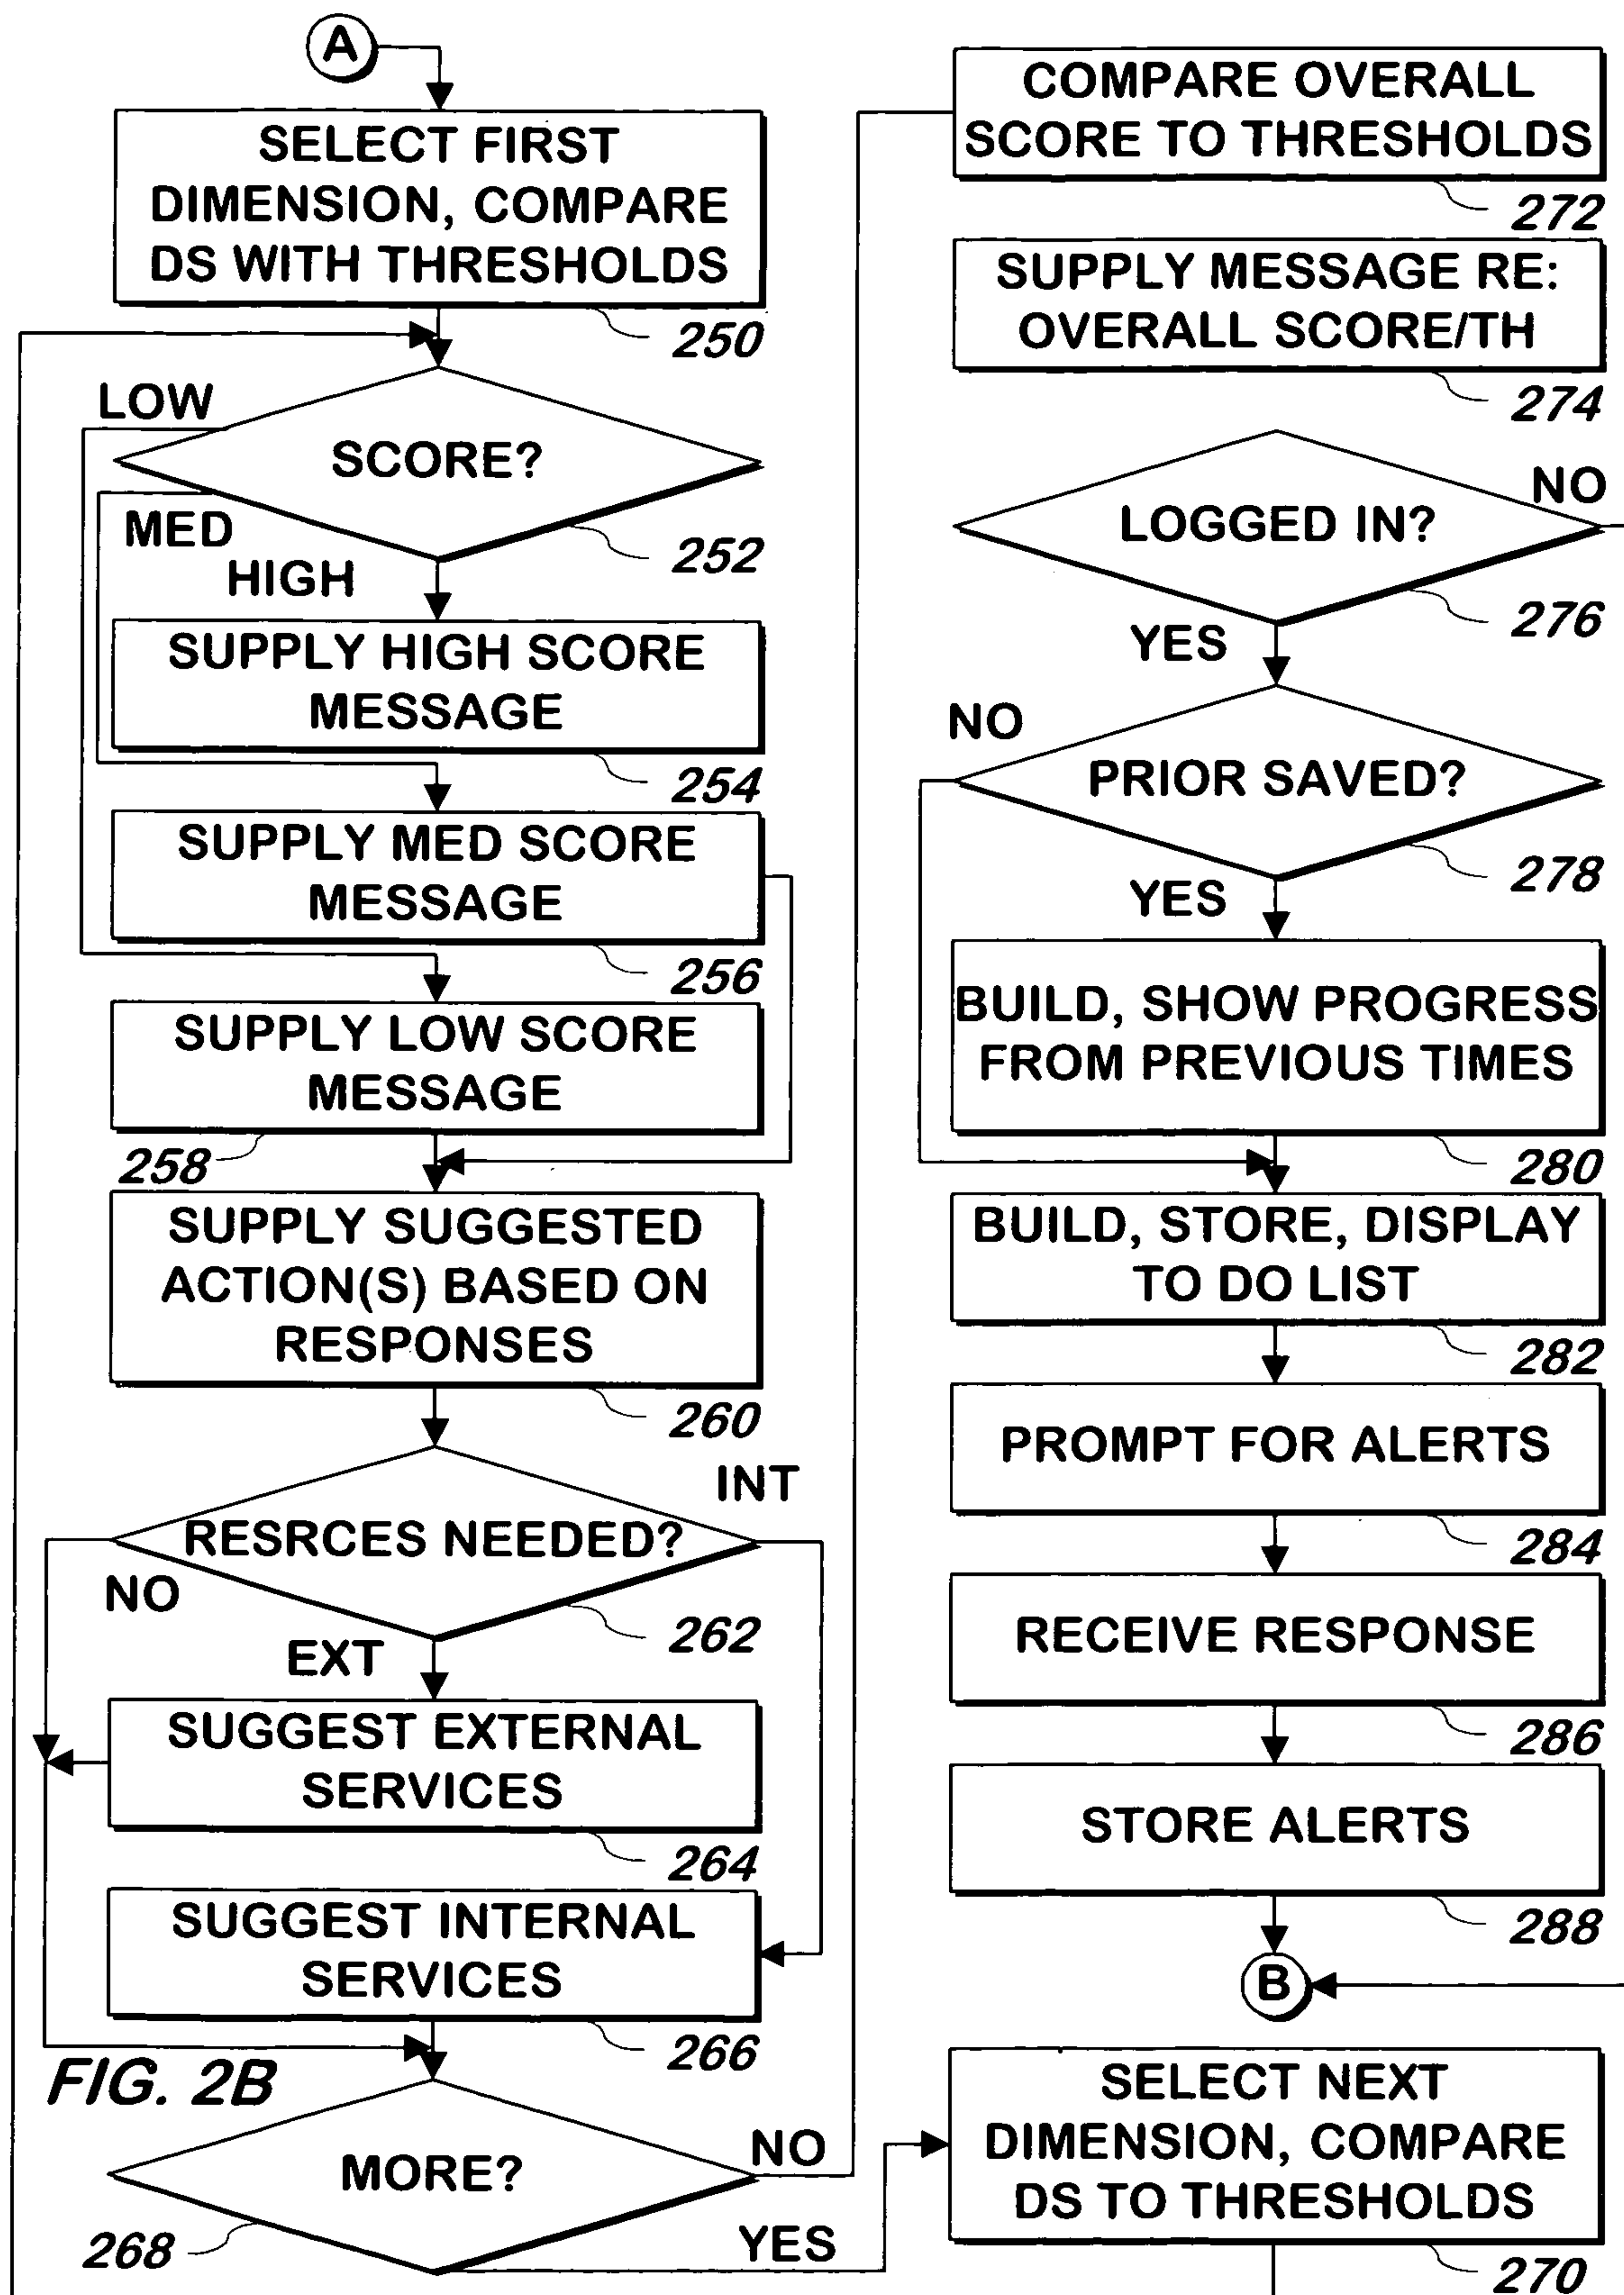 A
SELECT FIRST
DIMENSION, COMPARE
DS WITH THRESHOLDS
250
LOW
SCORE?
MED
252
HIGH
SUPPLY HIGH SCORE
MESSAGE
254
SUPPLY MED SCORE
MESSAGE
256
SUPPLY LOW SCORE
MESSAGE
258
SUPPLY SUGGESTED
ACTION(S) BASED ON
RESPONSES
260
INT
RESRCES NEEDED?
NO
262
EXT
SUGGEST EXTERNAL
SERVICES
264
SUGGEST INTERNAL
SERVICES
266
FIG. 2B
MORE?
NO
268
YES
COMPARE OVERALL
SCORE TO THRESHOLDS
272
SUPPLY MESSAGE RE:
OVERALL SCORE/TH
274
NO
LOGGED IN?
276
YES
NO
PRIOR SAVED?
278
YES
BUILD, SHOW PROGRESS
FROM PREVIOUS TIMES
280
BUILD, STORE, DISPLAY
TO DO LIST
282
PROMPT FOR ALERTS
284
RECEIVE RESPONSE
286
STORE ALERTS
288
B
SELECT NEXT
DIMENSION, COMPARE
DS TO THRESHOLDS
270